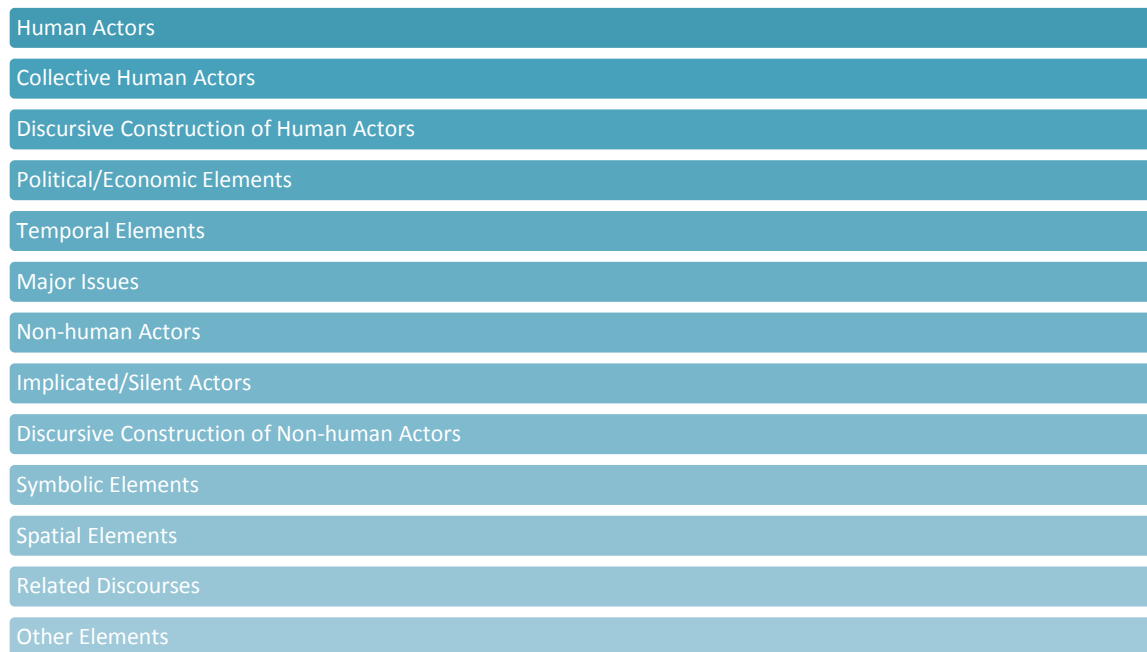 Human Actors
Collective Human Actors
Discursive Construction of Human Actors
Political/Economic Elements
Temporal Elements
Major Issues
Non-human Actors
Implicated/Silent Actors
Discursive Construction of Non-human Actors
Symbolic Elements
Spatial Elements
Related Discourses
Other Elements